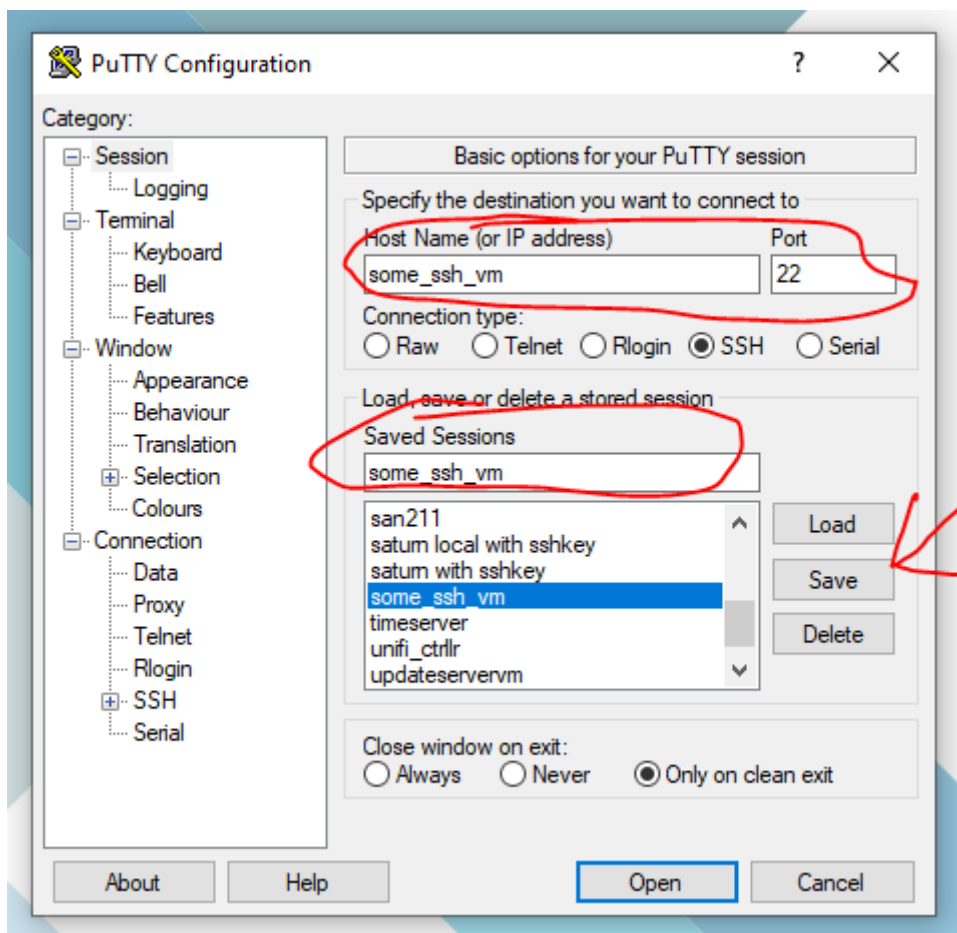 PuTTY Configuration
?
Category:
Session
Logging
Terminal
Keyboard
Bell
Features
Window
Appearance
Behaviour
Translation
Selection
Colours
Connection
Data
Proxy
Telnet
Rlogin
SSH
Serial
Basic options for your PuTTY session
Specify the destination you want to connect to
Host Name (or IP address) Port
some_ssh_vm 22
Connection type:
Raw Telnet Rlogin SSH Serial
Load, save or delete a stored session
Saved Sessions
some_ssh_vm
san211
saturn local with sshkey
saturn with sshkey
some_ssh_vm
timeserver
unifi_ctrllr
updateservervm
Load
Save
Delete
Close window on exit:
Always Never Only on clean exit
About Help Open Cancel